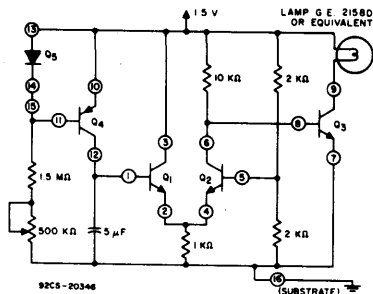 LAMP G.E. 2158D
OR EQUIVALENT
1.5 V
13
Q5
14
15
10
11
Q4
12
3
10 KΩ
2 KΩ
9
8
Q3
6
7
1
Q1
Q2
5
2
4
1.5 MΩ
500 KΩ
5 μF
1 KΩ
2 KΩ
16
(SUBSTRATE)
92CS-20346